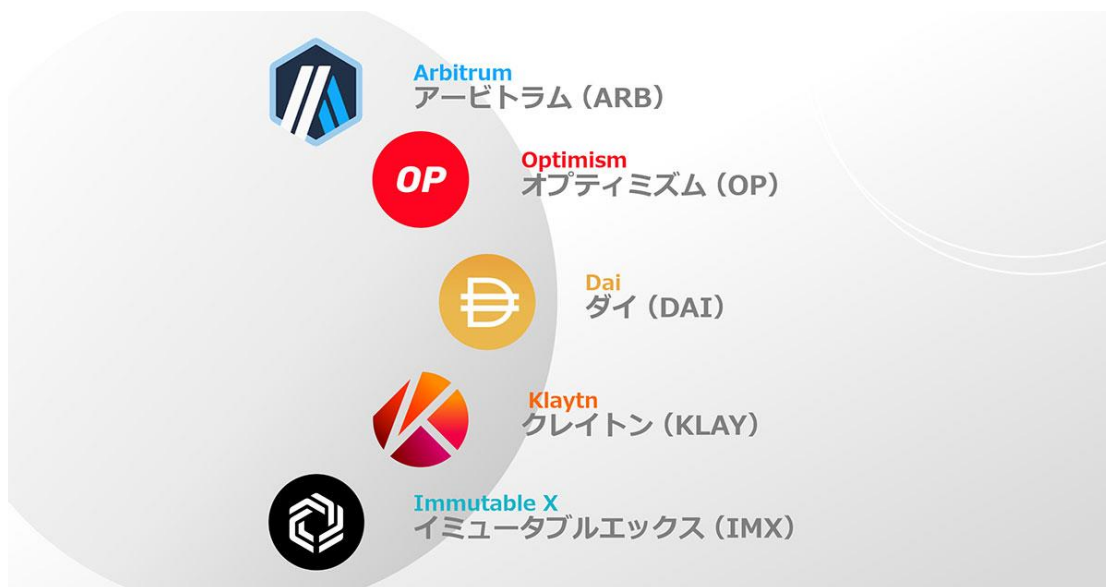 Arbitrum
アービトラム（ARB）
OP
Optimism
オプティミズム（OP）
Dai
ダイ（DAI）
Klaytn
クレイトン（KLAY）
Immutable X
イミュータブルエックス（IMX）